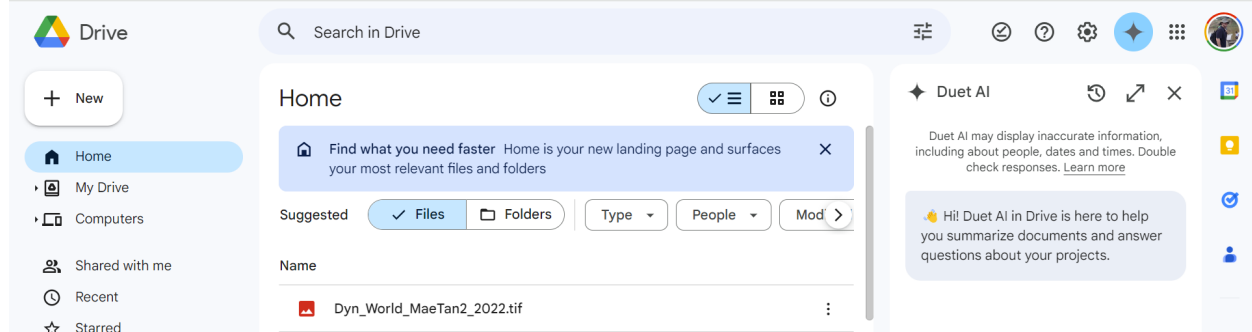 Drive
Search in Drive
New
Home
My Drive
Computers
Shared with me
Recent
Starred
Home
Find what you need faster Home is your new landing page and surfaces
your most relevant files and folders
Suggested
Files
Folders
Type
People
Mod
Name
Dyn_World_MaeTan2_2022.tif
Duet AI
Duet AI may display inaccurate information,
including about people, dates and times. Double
check responses. Learn more
👋 Hi! Duet AI in Drive is here to help
you summarize documents and answer
questions about your projects.
31